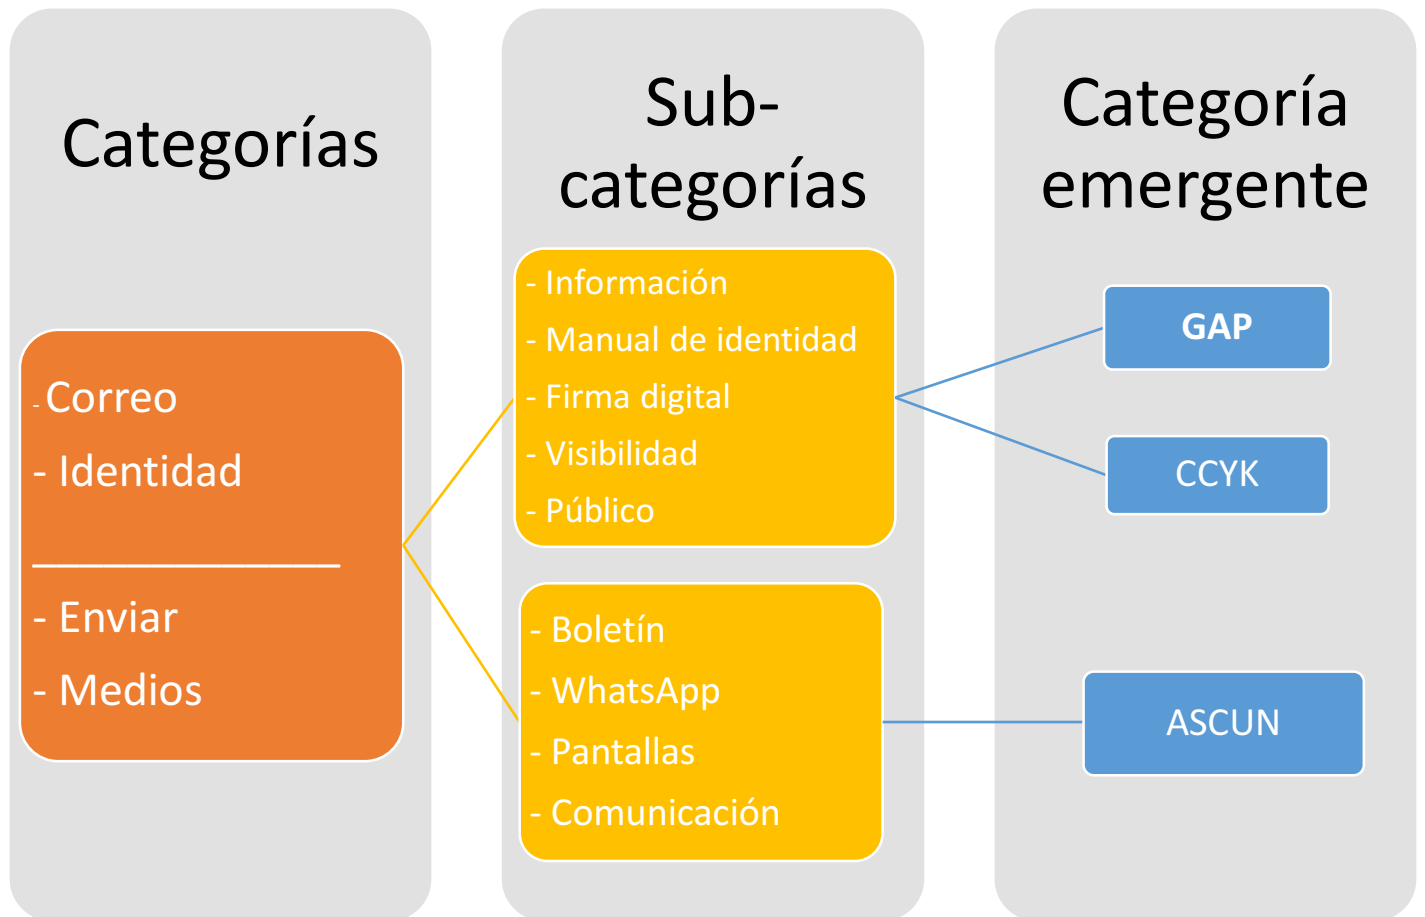 Categorías
- Correo
- Identidad
_______________
- Enviar
- Medios
Sub-
categorías
- Información
- Manual de identidad
- Firma digital
- Visibilidad
- Público
- Boletín
- WhatsApp
- Pantallas
- Comunicación
Categoría
emergente
GAP
CCYK
ASCUN